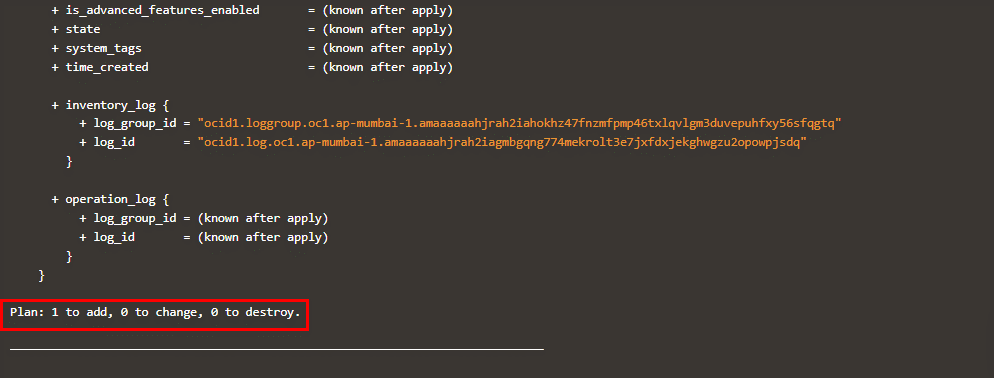 + is_advanced_features_enabled = (known after apply)
+ state = (known after apply)
+ system_tags = (known after apply)
+ time_created = (known after apply)
+ inventory_log {
+ log_group_id = "ocid1.loggroup.oc1.ap-mumbai-1.amaaaaaahjrah2iahokhz47fnzmfpmp46txlqvlgm3duvepuhfxy56sfqgtq"
+ log_id = "ocid1.log.oc1.ap-mumbai-1.amaaaaaahjrah2iagmbgqng774mekrolt3e7jxfdxjekghwgzu2opowpjsdq"
}
+ operation_log {
+ log_group_id = (known after apply)
+ log_id = (known after apply)
}
}
Plan: 1 to add, 0 to change, 0 to destroy.